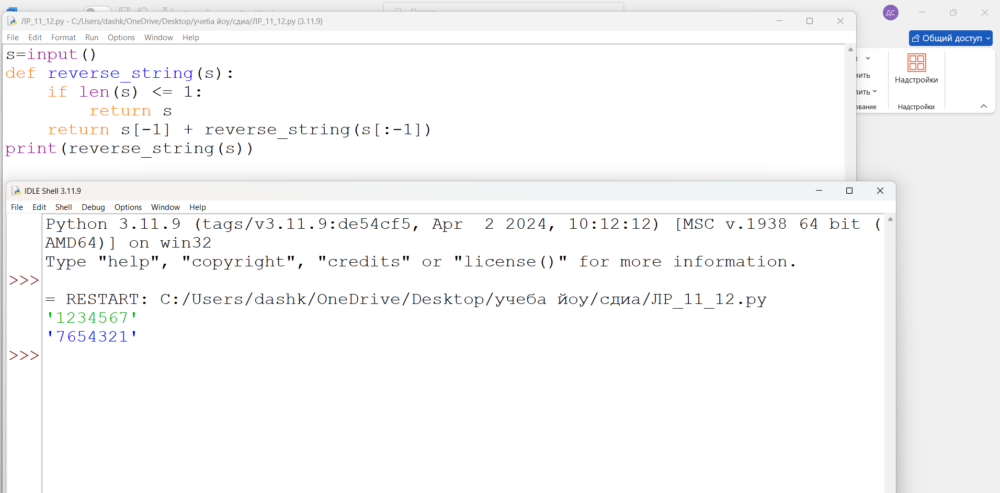 ЛР_11_12.py - C:/Users/dashk/OneDrive/Desktop/учеба йоу/сдиа/ЛР_11_12.py (3.11.9)
ДС
File Edit Format Run Options Window Help
Общий доступ
s=input()
def reverse_string(s):
    if len(s) <= 1:
        return s
    return s[-1] + reverse_string(s[:-1])
print(reverse_string(s))
Надстройки
Надстройки
IDLE Shell 3.11.9
File Edit Shell Debug Options Window Help
Python 3.11.9 (tags/v3.11.9:de54cf5, Apr  2 2024, 10:12:12) [MSC v.1938 64 bit (
AMD64)] on win32
Type "help", "copyright", "credits" or "license()" for more information.
>>>
= RESTART: C:/Users/dashk/OneDrive/Desktop/учеба йоу/сдиа/ЛР_11_12.py
'1234567'
'7654321'
>>>